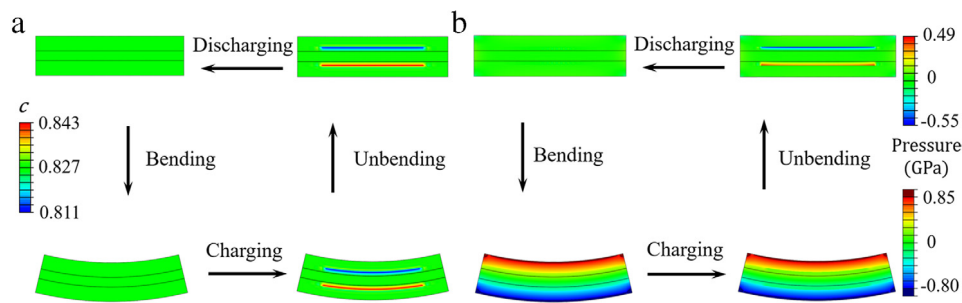 a
Discharging
b
Discharging
0.49
0
-0.55
c
0.843
0.827
0.811
Bending
Unbending
Bending
Unbending
Pressure
(GPa)
0.85
0
-0.80
Charging
Charging